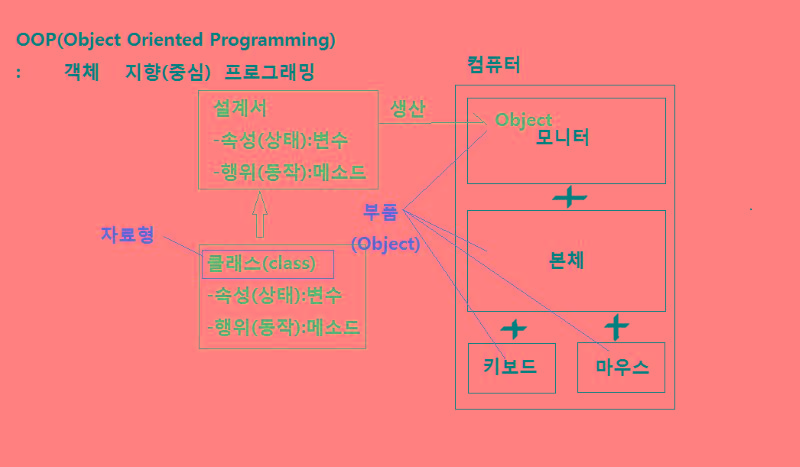 OOP(Object Oriented Programming)
: 객체 지향(중심) 프로그래밍
컴퓨터
설계서
-속성(상태):변수
-행위(동작):메소드
생산
Object
모니터
부품
(Object)
자료형
클래스(class)
-속성(상태):변수
-행위(동작):메소드
본체
키보드
마우스